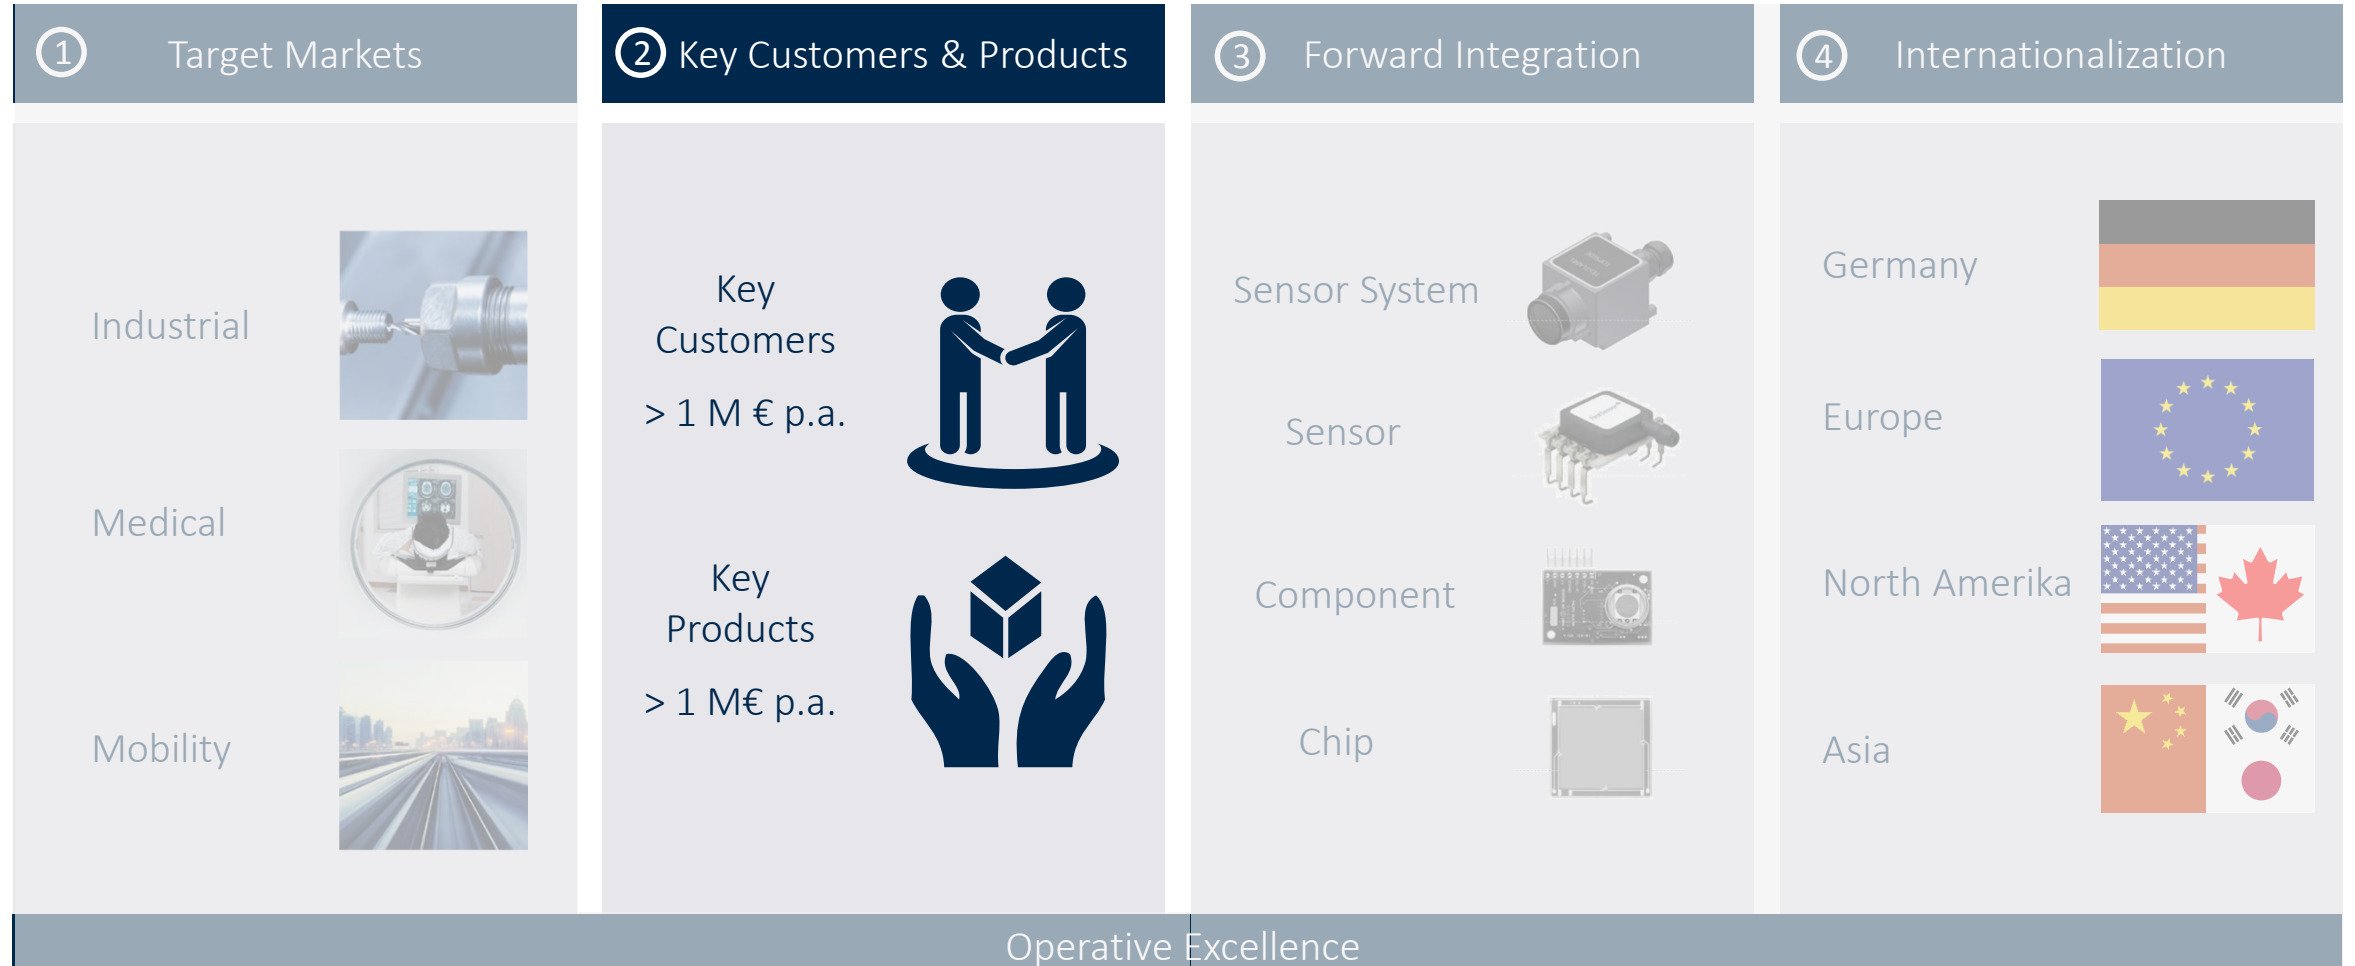 1 Target Markets
Industrial
Medical
Mobility
2 Key Customers & Products
Key
Customers
> 1 M € p.a.
Key
Products
> 1 M€ p.a.
3 Forward Integration
Sensor System
Sensor
Component
Chip
4 Internationalization
Germany
Europe
North Amerika
Asia
Operative Excellence